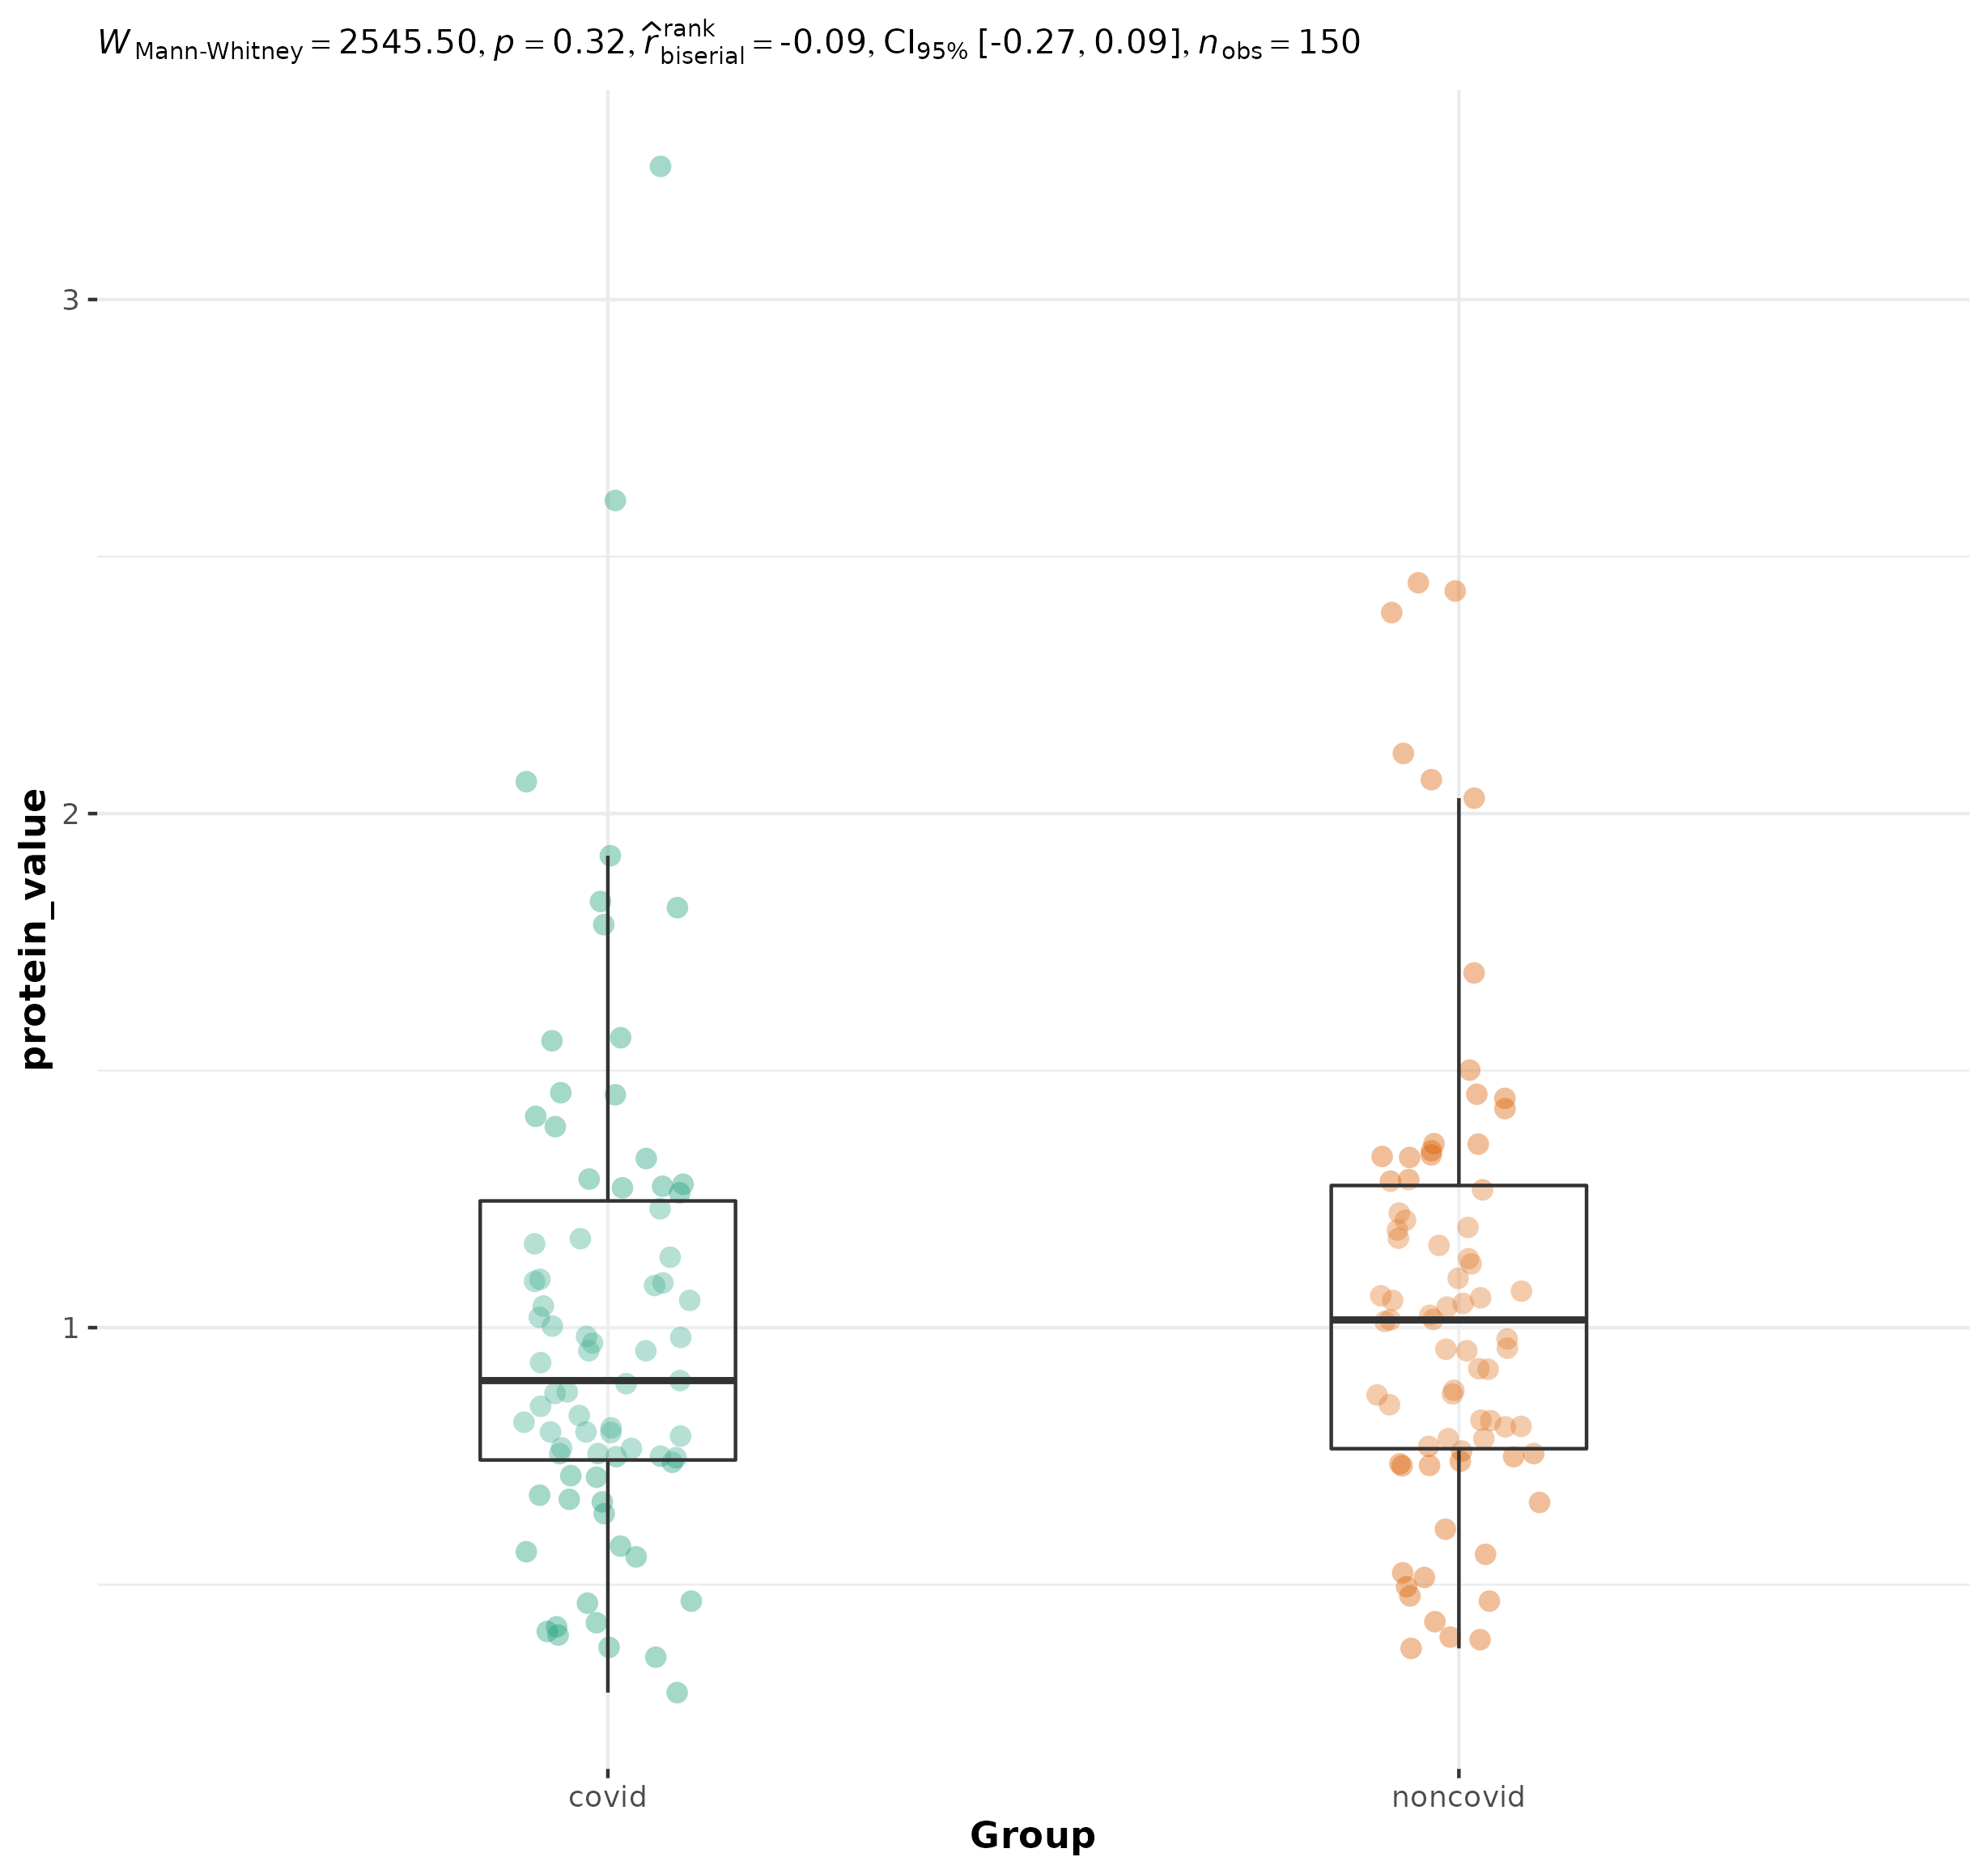 W Mann-Whitney = 2545.50, p = 0.32, r̂ rank biserial = -0.09, CI95% [-0.27, 0.09], nobs = 150
3
2
1
protein_value
covid noncovid
Group